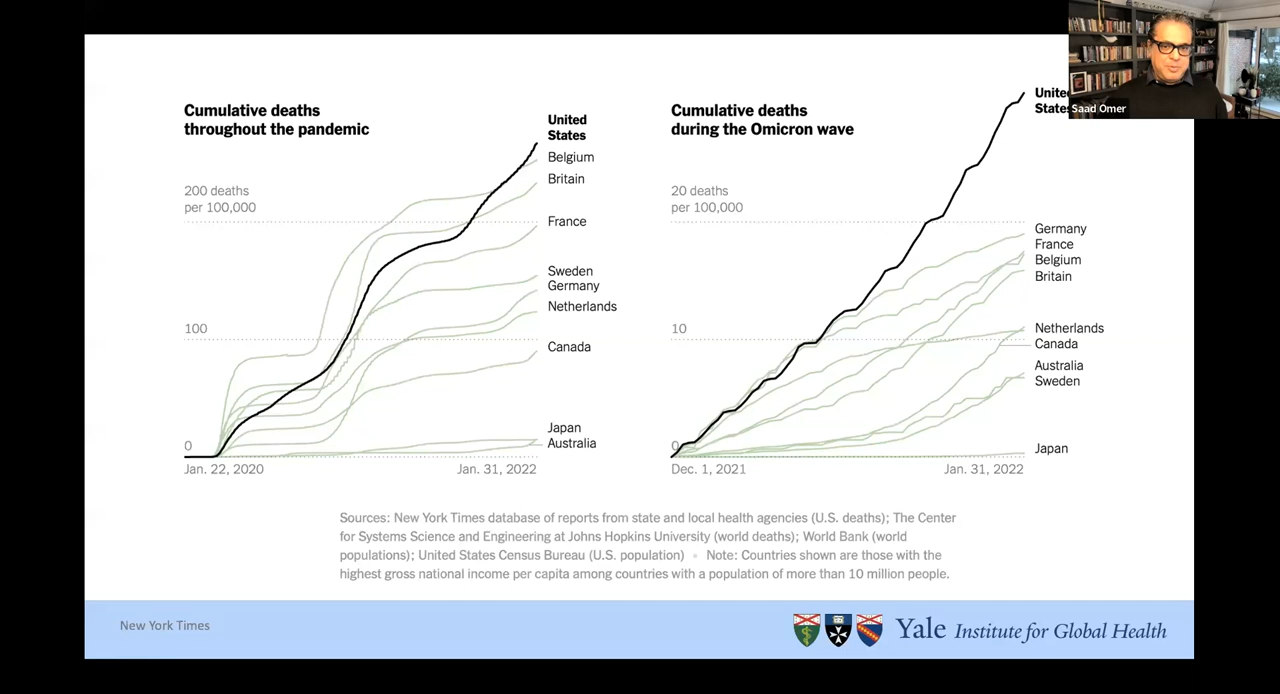 Cumulative deaths
throughout the pandemic
United
States
Belgium
Britain
200 deaths
per 100,000
France
Sweden
Germany
Netherlands
100
Canada
Japan
0
Australia
Jan. 22, 2020
Jan. 31, 2022
Cumulative deaths
during the Omicron wave
States
20 deaths
per 100,000
Germany
France
Belgium
Britain
10
Netherlands
Canada
Australia
Sweden
0
Japan
Dec. 1, 2021
Jan. 31, 2022
Saad Omer
Sources: New York Times database of reports from state and local health agencies (U.S. deaths); The Center
for Systems Science and Engineering at Johns Hopkins University (world deaths); World Bank (world
populations); United States Census Bureau (U.S. population) • Note: Countries shown are those with the
highest gross national income per capita among countries with a population of more than 10 million people.
New York Times
Yale Institute for Global Health